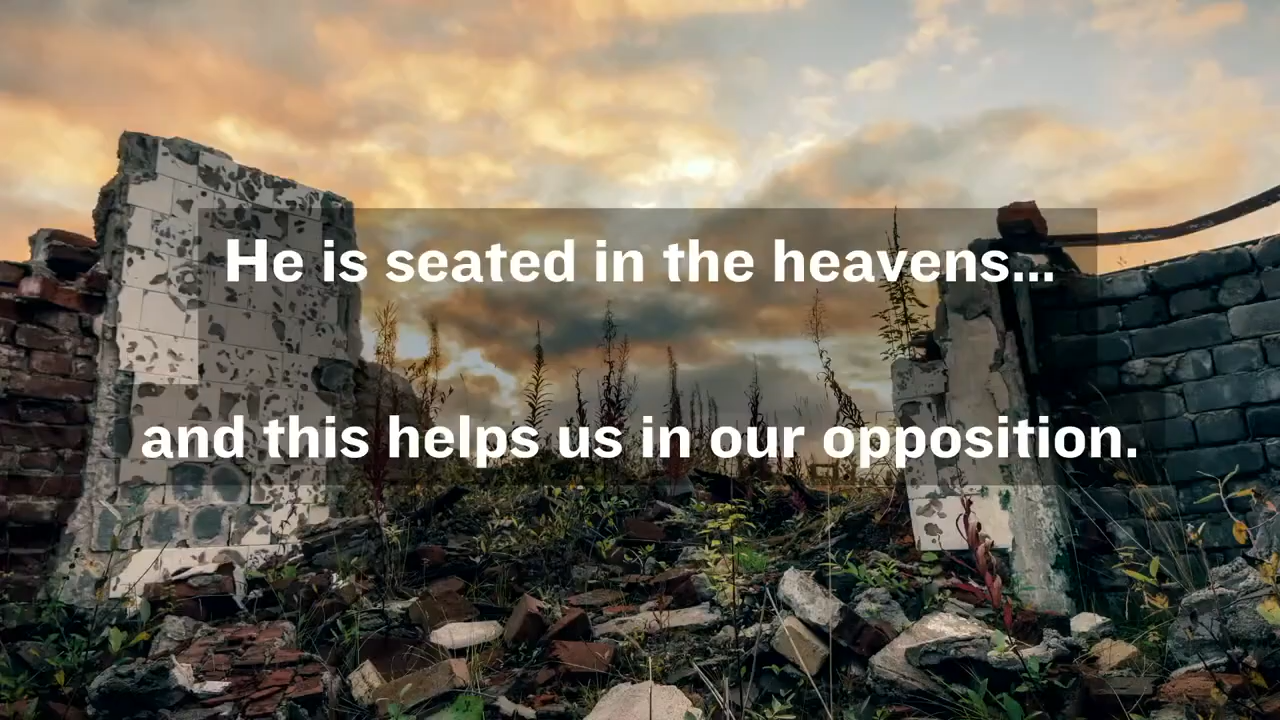 He is seated in the heavens...
and this helps us in our opposition.